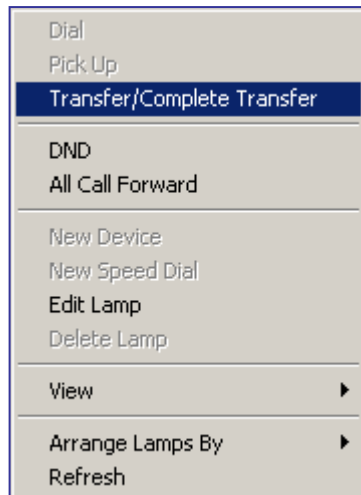 Dial
Pick Up
Transfer/Complete Transfer
DND
All Call Forward
New Device
New Speed Dial
Edit Lamp
Delete Lamp
View
Arrange Lamps By
Refresh